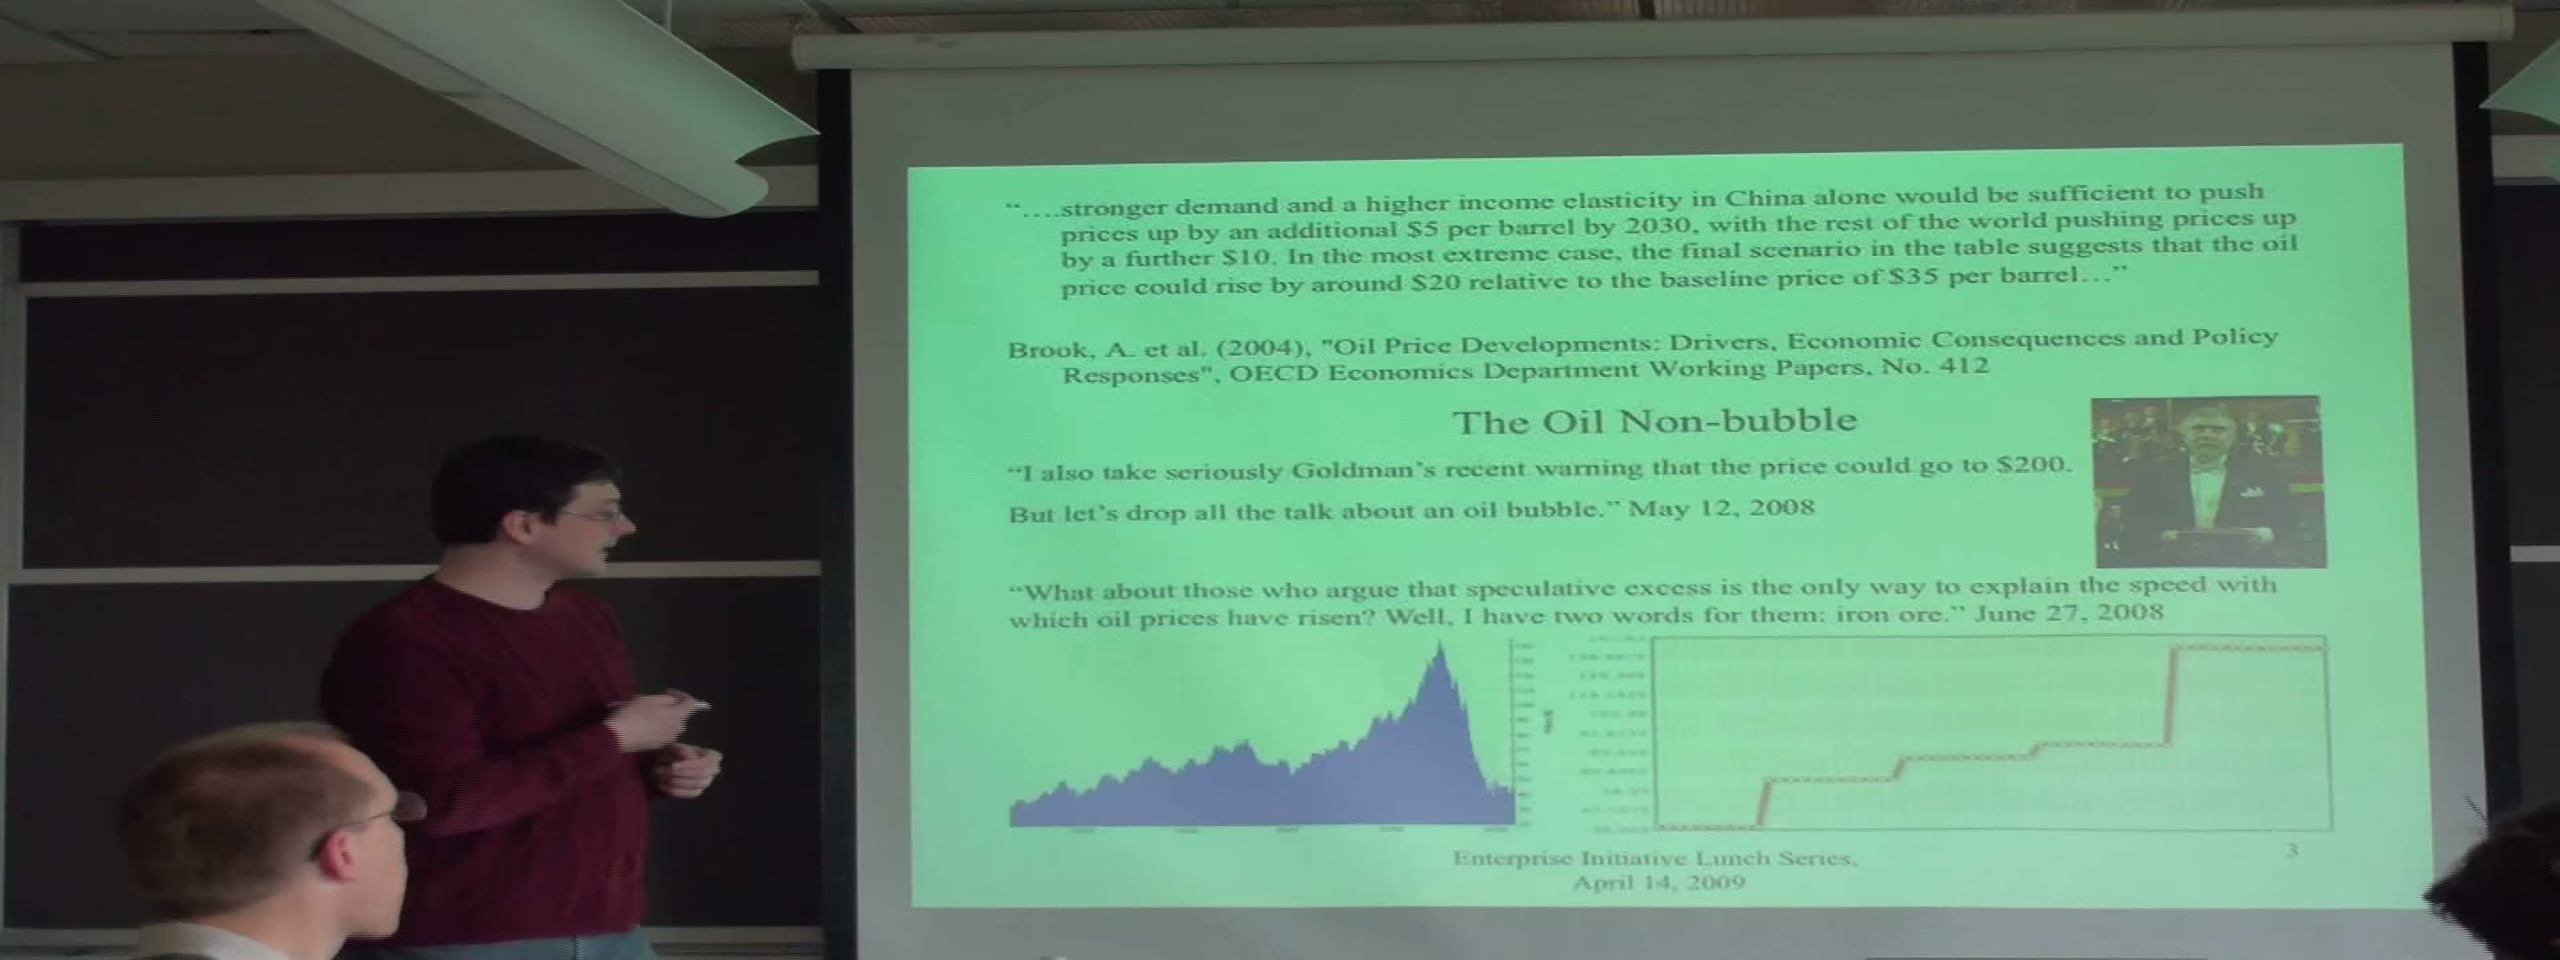 “....stronger demand and a higher income elasticity in China alone would be sufficient to push
prices up by an additional $5 per barrel by 2030, with the rest of the world pushing prices up
by a further $10. In the most extreme case, the final scenario in the table suggests that the oil
price could rise by around $20 relative to the baseline price of $35 per barrel…”
Brook, A. et al. (2004), "Oil Price Developments: Drivers, Economic Consequences and Policy
Responses", OECD Economics Department Working Papers, No. 412
The Oil Non-bubble
“I also take seriously Goldman’s recent warning that the price could go to $200.
But let’s drop all the talk about an oil bubble.” May 12, 2008
“What about those who argue that speculative excess is the only way to explain the speed with
which oil prices have risen? Well, I have two words for them: iron ore.” June 27, 2008
Enterprise Initiative Lunch Series,
April 14, 2009
3